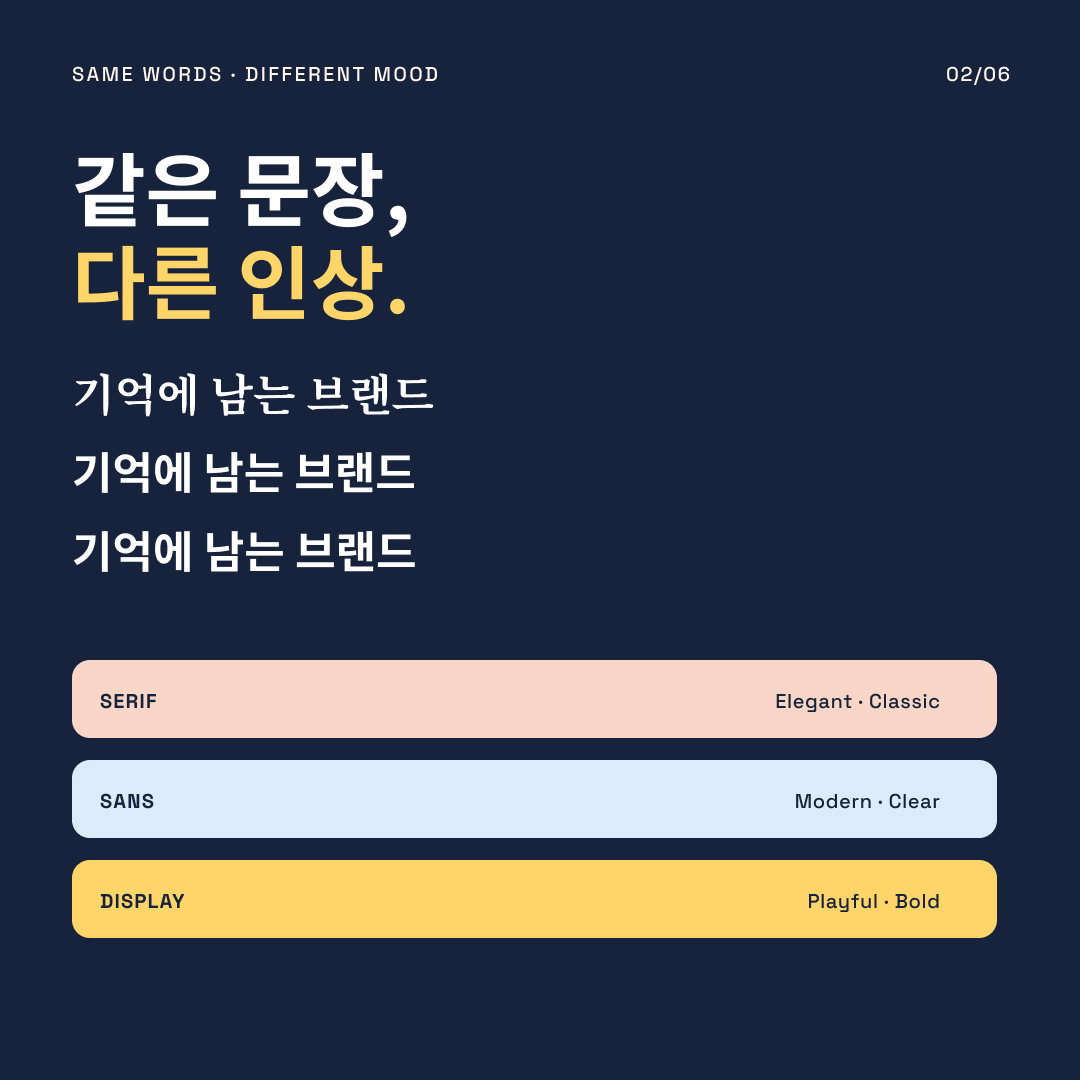 SAME WORDS · DIFFERENT MOOD 02/06
같은 문장,
다른 인상.
기억에 남는 브랜드
기억에 남는 브랜드
기억에 남는 브랜드
SERIF Elegant · Classic
SANS Modern · Clear
DISPLAY Playful · Bold